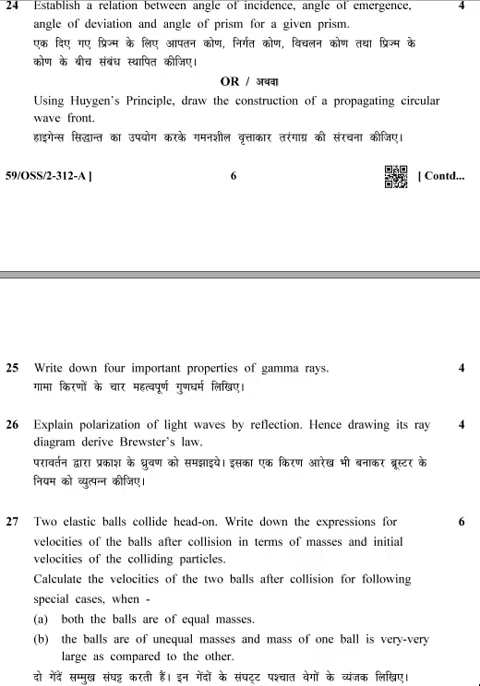 24 Establish a relation between angle of incidence, angle of emergence, 4
angle of deviation and angle of prism for a given prism.
एक दिए गए प्रिज्म के लिए आपतन कोण, निर्गत कोण, विचलन कोण तथा प्रिज्म के
कोण के बीच संबंध स्थापित कीजिए।
OR / अथवा
Using Huygen's Principle, draw the construction of a propagating circular
wave front.
हाइगेन्स सिद्धान्त का उपयोग करके गमनशील वृत्ताकार तरंगाग्र की संरचना कीजिए।
59/OSS/2-312-A ] 6 [ Contd...
25 Write down four important properties of gamma rays. 4
गामा किरणों के चार महत्वपूर्ण गुणधर्म लिखिए।
26 Explain polarization of light waves by reflection. Hence drawing its ray 4
diagram derive Brewster's law.
परावर्तन द्वारा प्रकाश के ध्रुवण को समझाइये। इसका एक किरण आरेख भी बनाकर ब्रूस्टर के
नियम को व्युत्पन्न कीजिए।
27 Two elastic balls collide head-on. Write down the expressions for 6
velocities of the balls after collision in terms of masses and initial
velocities of the colliding particles.
Calculate the velocities of the two balls after collision for following
special cases, when -
(a) both the balls are of equal masses.
(b) the balls are of unequal masses and mass of one ball is very-very
large as compared to the other.
दो गेंदें सम्मुख संघट्ट करती हैं। इन गेंदों के संघट्ट पश्चात वेगों के व्यंजक लिखिए।